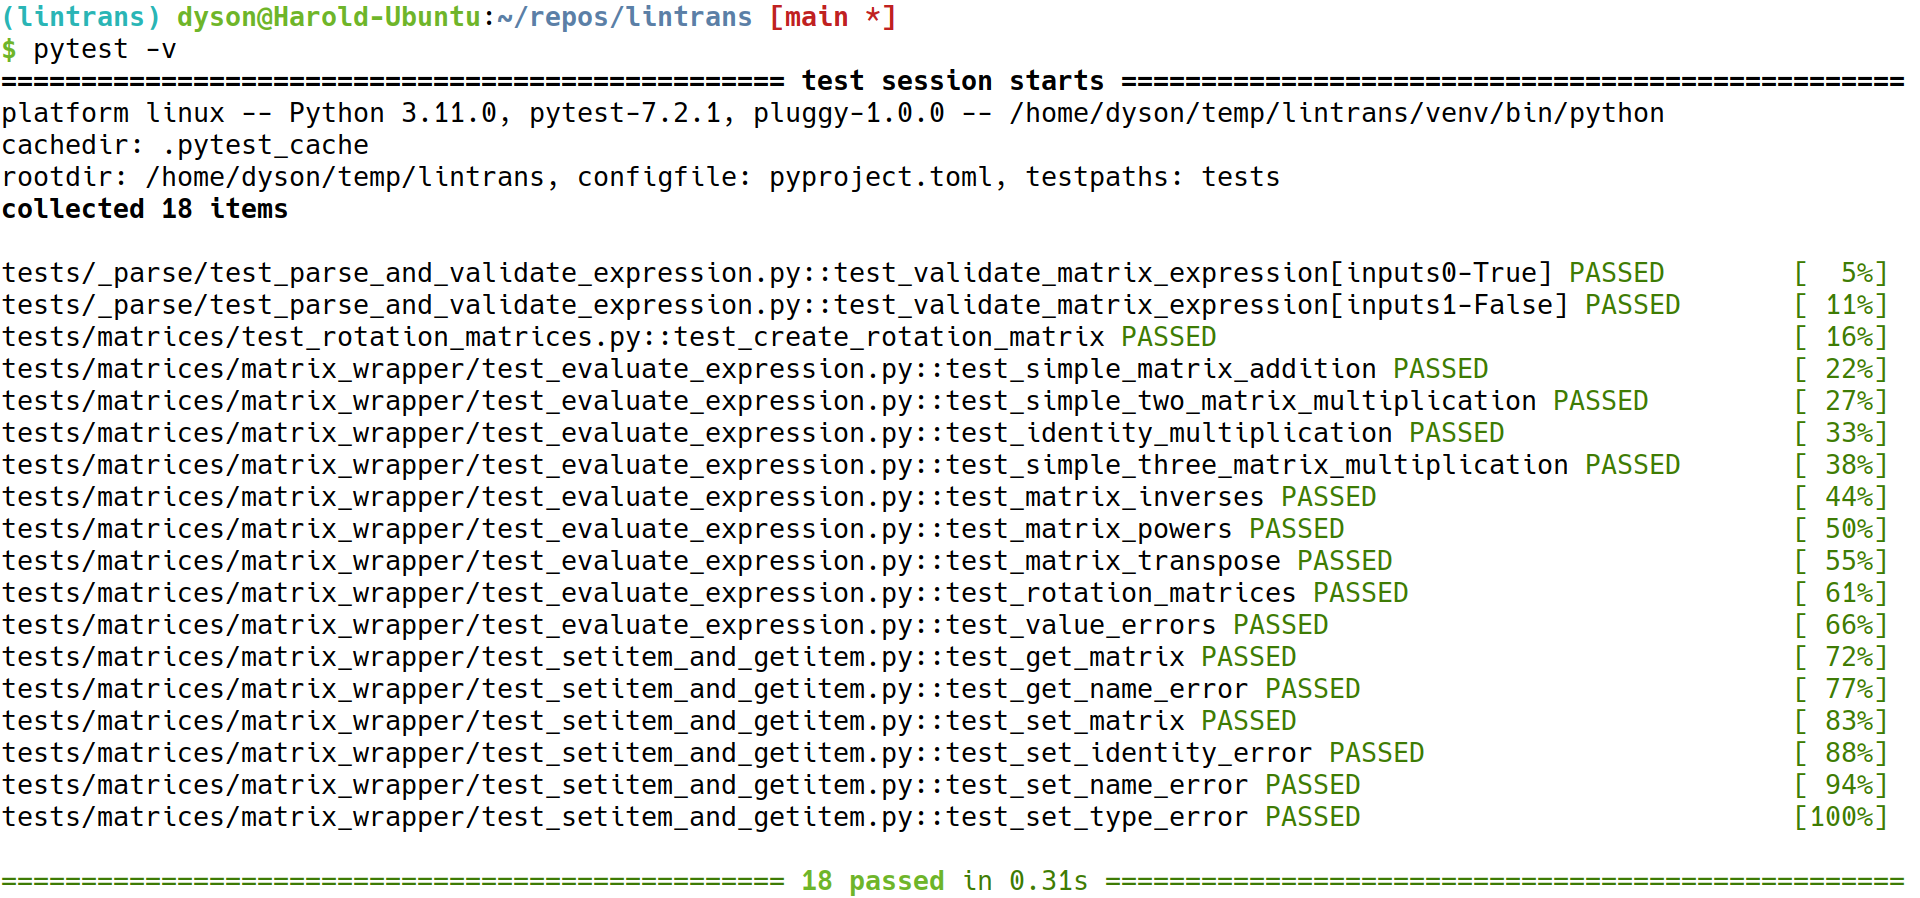 (lintrans) dyson@Harold-Ubuntu:~/repos/lintrans [main *]
$ pytest -v
================================================= test session starts =================================================
platform linux -- Python 3.11.0, pytest-7.2.1, pluggy-1.0.0 -- /home/dyson/temp/lintrans/venv/bin/python
cachedir: .pytest_cache
rootdir: /home/dyson/temp/lintrans, configfile: pyproject.toml, testpaths: tests
collected 18 items

tests/_parse/test_parse_and_validate_expression.py::test_validate_matrix_expression[inputs0-True] PASSED        [  5%]
tests/_parse/test_parse_and_validate_expression.py::test_validate_matrix_expression[inputs1-False] PASSED       [ 11%]
tests/matrices/test_rotation_matrices.py::test_create_rotation_matrix PASSED                                    [ 16%]
tests/matrices/matrix_wrapper/test_evaluate_expression.py::test_simple_matrix_addition PASSED                   [ 22%]
tests/matrices/matrix_wrapper/test_evaluate_expression.py::test_simple_two_matrix_multiplication PASSED         [ 27%]
tests/matrices/matrix_wrapper/test_evaluate_expression.py::test_identity_multiplication PASSED                  [ 33%]
tests/matrices/matrix_wrapper/test_evaluate_expression.py::test_simple_three_matrix_multiplication PASSED       [ 38%]
tests/matrices/matrix_wrapper/test_evaluate_expression.py::test_matrix_inverses PASSED                          [ 44%]
tests/matrices/matrix_wrapper/test_evaluate_expression.py::test_matrix_powers PASSED                            [ 50%]
tests/matrices/matrix_wrapper/test_evaluate_expression.py::test_matrix_transpose PASSED                         [ 55%]
tests/matrices/matrix_wrapper/test_evaluate_expression.py::test_rotation_matrices PASSED                        [ 61%]
tests/matrices/matrix_wrapper/test_evaluate_expression.py::test_value_errors PASSED                             [ 66%]
tests/matrices/matrix_wrapper/test_setitem_and_getitem.py::test_get_matrix PASSED                               [ 72%]
tests/matrices/matrix_wrapper/test_setitem_and_getitem.py::test_get_name_error PASSED                           [ 77%]
tests/matrices/matrix_wrapper/test_setitem_and_getitem.py::test_set_matrix PASSED                               [ 83%]
tests/matrices/matrix_wrapper/test_setitem_and_getitem.py::test_set_identity_error PASSED                       [ 88%]
tests/matrices/matrix_wrapper/test_setitem_and_getitem.py::test_set_name_error PASSED                           [ 94%]
tests/matrices/matrix_wrapper/test_setitem_and_getitem.py::test_set_type_error PASSED                           [100%]

================================================= 18 passed in 0.31s ==================================================